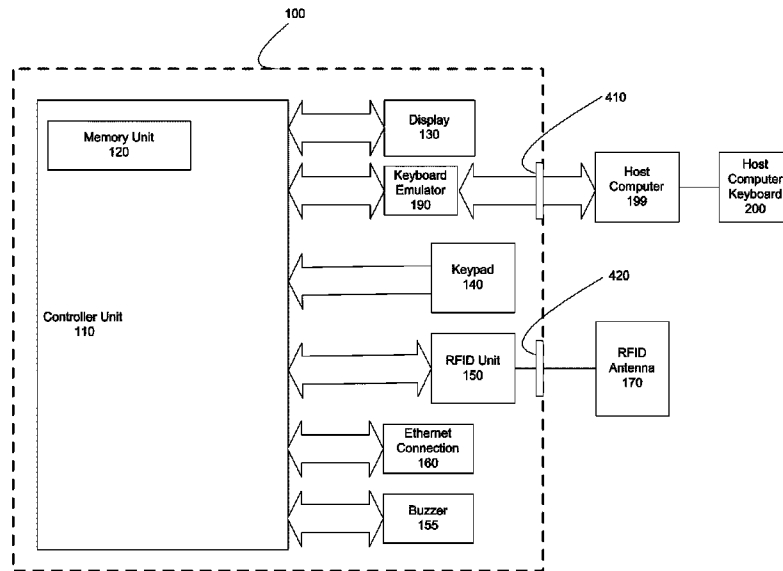 100
410
Memory Unit
120
Display
130
Keyboard
Emulator
190
Host
Computer
199
Host
Computer
Keyboard
200
Keypad
140
420
Controller Unit
110
RFID Unit
150
RFID
Antenna
170
Ethernet
Connection
160
Buzzer
155